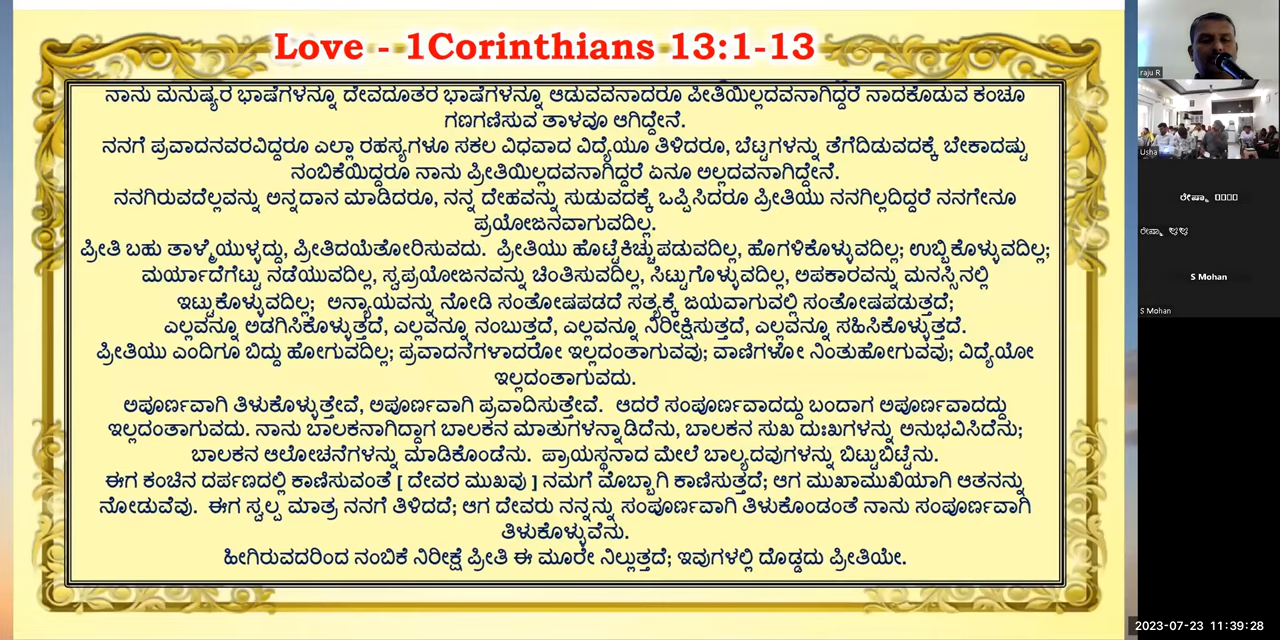 Love - 1Corinthians 13:1-13
ನಾನು ಮನುಷ್ಯರ ಭಾಷೆಗಳನ್ನೂ ದೇವದೂತರ ಭಾಷೆಗಳನ್ನೂ ಆಡುವವನಾದರೂ ಪ್ರೀತಿಯಿಲ್ಲದವನಾಗಿದ್ದರೆ ನಾದಕೊಡುವ ಕಂಚೂ
ಗಣಗಣಿಸುವ ತಾಳವೂ ಆಗಿದ್ದೇನೆ.
ನನಗೆ ಪ್ರವಾದನವರವಿದ್ದರೂ ಎಲ್ಲಾ ರಹಸ್ಯಗಳೂ ಸಕಲ ವಿಧವಾದ ವಿದ್ಯೆಯೂ ತಿಳಿದರೂ, ಬೆಟ್ಟಗಳನ್ನು ತೆಗೆದಿಡುವದಕ್ಕೆ ಬೇಕಾದಷ್ಟು
ನಂಬಿಕೆಯಿದ್ದರೂ ನಾನು ಪ್ರೀತಿಯಿಲ್ಲದವನಾಗಿದ್ದರೆ ಏನೂ ಅಲ್ಲದವನಾಗಿದ್ದೇನೆ.
ನನಗಿರುವದೆಲ್ಲವನ್ನು ಅನ್ನದಾನ ಮಾಡಿದರೂ, ನನ್ನ ದೇಹವನ್ನು ಸುಡುವದಕ್ಕೆ ಒಪ್ಪಿಸಿದರೂ ಪ್ರೀತಿಯು ನನಗಿಲ್ಲದಿದ್ದರೆ ನನಗೇನೂ
ಪ್ರಯೋಜನವಾಗುವದಿಲ್ಲ.
ಪ್ರೀತಿ ಬಹು ತಾಳ್ಮೆಯುಳ್ಳದ್ದು, ಪ್ರೀತಿದಯೆತೋರಿಸುವದು. ಪ್ರೀತಿಯು ಹೊಟ್ಟೆಕಿಚ್ಚುಪಡುವದಿಲ್ಲ, ಹೊಗಳಿಕೊಳ್ಳುವದಿಲ್ಲ; ಉಬ್ಬಿಕೊಳ್ಳುವದಿಲ್ಲ;
ಮರ್ಯಾದೆಗೆಟ್ಟು ನಡೆಯುವದಿಲ್ಲ, ಸ್ವಪ್ರಯೋಜನವನ್ನು ಚಿಂತಿಸುವದಿಲ್ಲ, ಸಿಟ್ಟುಗೊಳ್ಳುವದಿಲ್ಲ, ಅಪಕಾರವನ್ನು ಮನಸ್ಸಿನಲ್ಲಿ
ಇಟ್ಟುಕೊಳ್ಳುವದಿಲ್ಲ; ಅನ್ಯಾಯವನ್ನು ನೋಡಿ ಸಂತೋಷಪಡದೆ ಸತ್ಯಕ್ಕೆ ಜಯವಾಗುವಲ್ಲಿ ಸಂತೋಷಪಡುತ್ತದೆ;
ಎಲ್ಲವನ್ನೂ ಅಡಗಿಸಿಕೊಳ್ಳುತ್ತದೆ, ಎಲ್ಲವನ್ನೂ ನಂಬುತ್ತದೆ, ಎಲ್ಲವನ್ನೂ ನಿರೀಕ್ಷಿಸುತ್ತದೆ, ಎಲ್ಲವನ್ನೂ ಸಹಿಸಿಕೊಳ್ಳುತ್ತದೆ.
ಪ್ರೀತಿಯು ಎಂದಿಗೂ ಬಿದ್ದು ಹೋಗುವದಿಲ್ಲ; ಪ್ರವಾದನೆಗಳಾದರೋ ಇಲ್ಲದಂತಾಗುವವು; ವಾಣಿಗಳೋ ನಿಂತುಹೋಗುವವು; ವಿದ್ಯೆಯೋ
ಇಲ್ಲದಂತಾಗುವದು.
ಅಪೂರ್ಣವಾಗಿ ತಿಳುಕೊಳ್ಳುತ್ತೇವೆ, ಅಪೂರ್ಣವಾಗಿ ಪ್ರವಾದಿಸುತ್ತೇವೆ. ಆದರೆ ಸಂಪೂರ್ಣವಾದದ್ದು ಬಂದಾಗ ಅಪೂರ್ಣವಾದದ್ದು
ಇಲ್ಲದಂತಾಗುವದು. ನಾನು ಬಾಲಕನಾಗಿದ್ದಾಗ ಬಾಲಕನ ಮಾತುಗಳನ್ನಾಡಿದೆನು, ಬಾಲಕನ ಸುಖ ದುಃಖಗಳನ್ನು ಅನುಭವಿಸಿದೆನು;
ಬಾಲಕನ ಆಲೋಚನೆಗಳನ್ನು ಮಾಡಿಕೊಂಡೆನು. ಪ್ರಾಯಸ್ಥನಾದ ಮೇಲೆ ಬಾಲ್ಯದವುಗಳನ್ನು ಬಿಟ್ಟುಬಿಟ್ಟೆನು.
ಈಗ ಕಂಚಿನ ದರ್ಪಣದಲ್ಲಿ ಕಾಣಿಸುವಂತೆ [ ದೇವರ ಮುಖವು ] ನಮಗೆ ಮೊಬ್ಬಾಗಿ ಕಾಣಿಸುತ್ತದೆ; ಆಗ ಮುಖಾಮುಖಿಯಾಗಿ ಆತನನ್ನು
ನೋಡುವೆವು. ಈಗ ಸ್ವಲ್ಪ ಮಾತ್ರ ನನಗೆ ತಿಳಿದದೆ; ಆಗ ದೇವರು ನನ್ನನ್ನು ಸಂಪೂರ್ಣವಾಗಿ ತಿಳುಕೊಂಡಂತೆ ನಾನು ಸಂಪೂರ್ಣವಾಗಿ
ತಿಳುಕೊಳ್ಳುವೆನು.
ಹೀಗಿರುವದರಿಂದ ನಂಬಿಕೆ ನಿರೀಕ್ಷೆ ಪ್ರೀತಿ ಈ ಮೂರೇ ನಿಲ್ಲುತ್ತದೆ; ಇವುಗಳಲ್ಲಿ ದೊಡ್ಡದು ಪ್ರೀತಿಯೇ.
raju R
Usha
S Mohan
S Mohan
2023-07-23 11:39:28